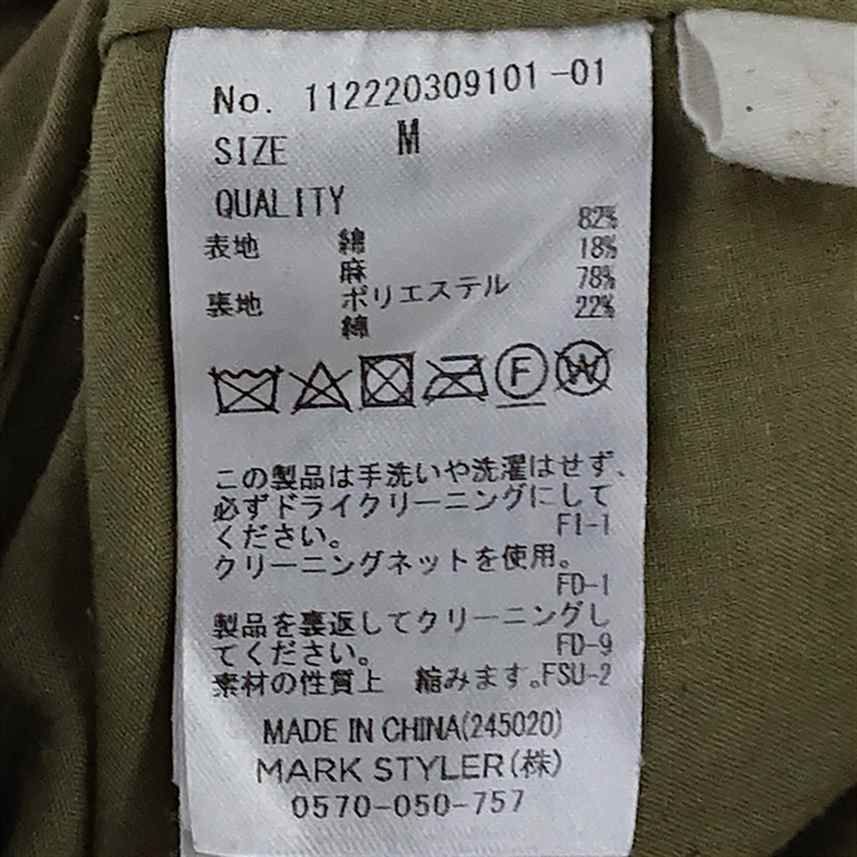 No. 112220309101-01
SIZE M
QUALITY
表地 綿 82%
麻 18%
裏地 ポリエステル 78%
綿 22%
F W
この製品は手洗いや洗濯はせず、
必ずドライクリーニングにして
ください。 FI-1
クリーニングネットを使用。
FD-1
製品を裏返してクリーニングし
てください。 FD-9
素材の性質上 縮みます。FSU-2
MADE IN CHINA(245020)
MARK STYLER(株)
0570-050-757